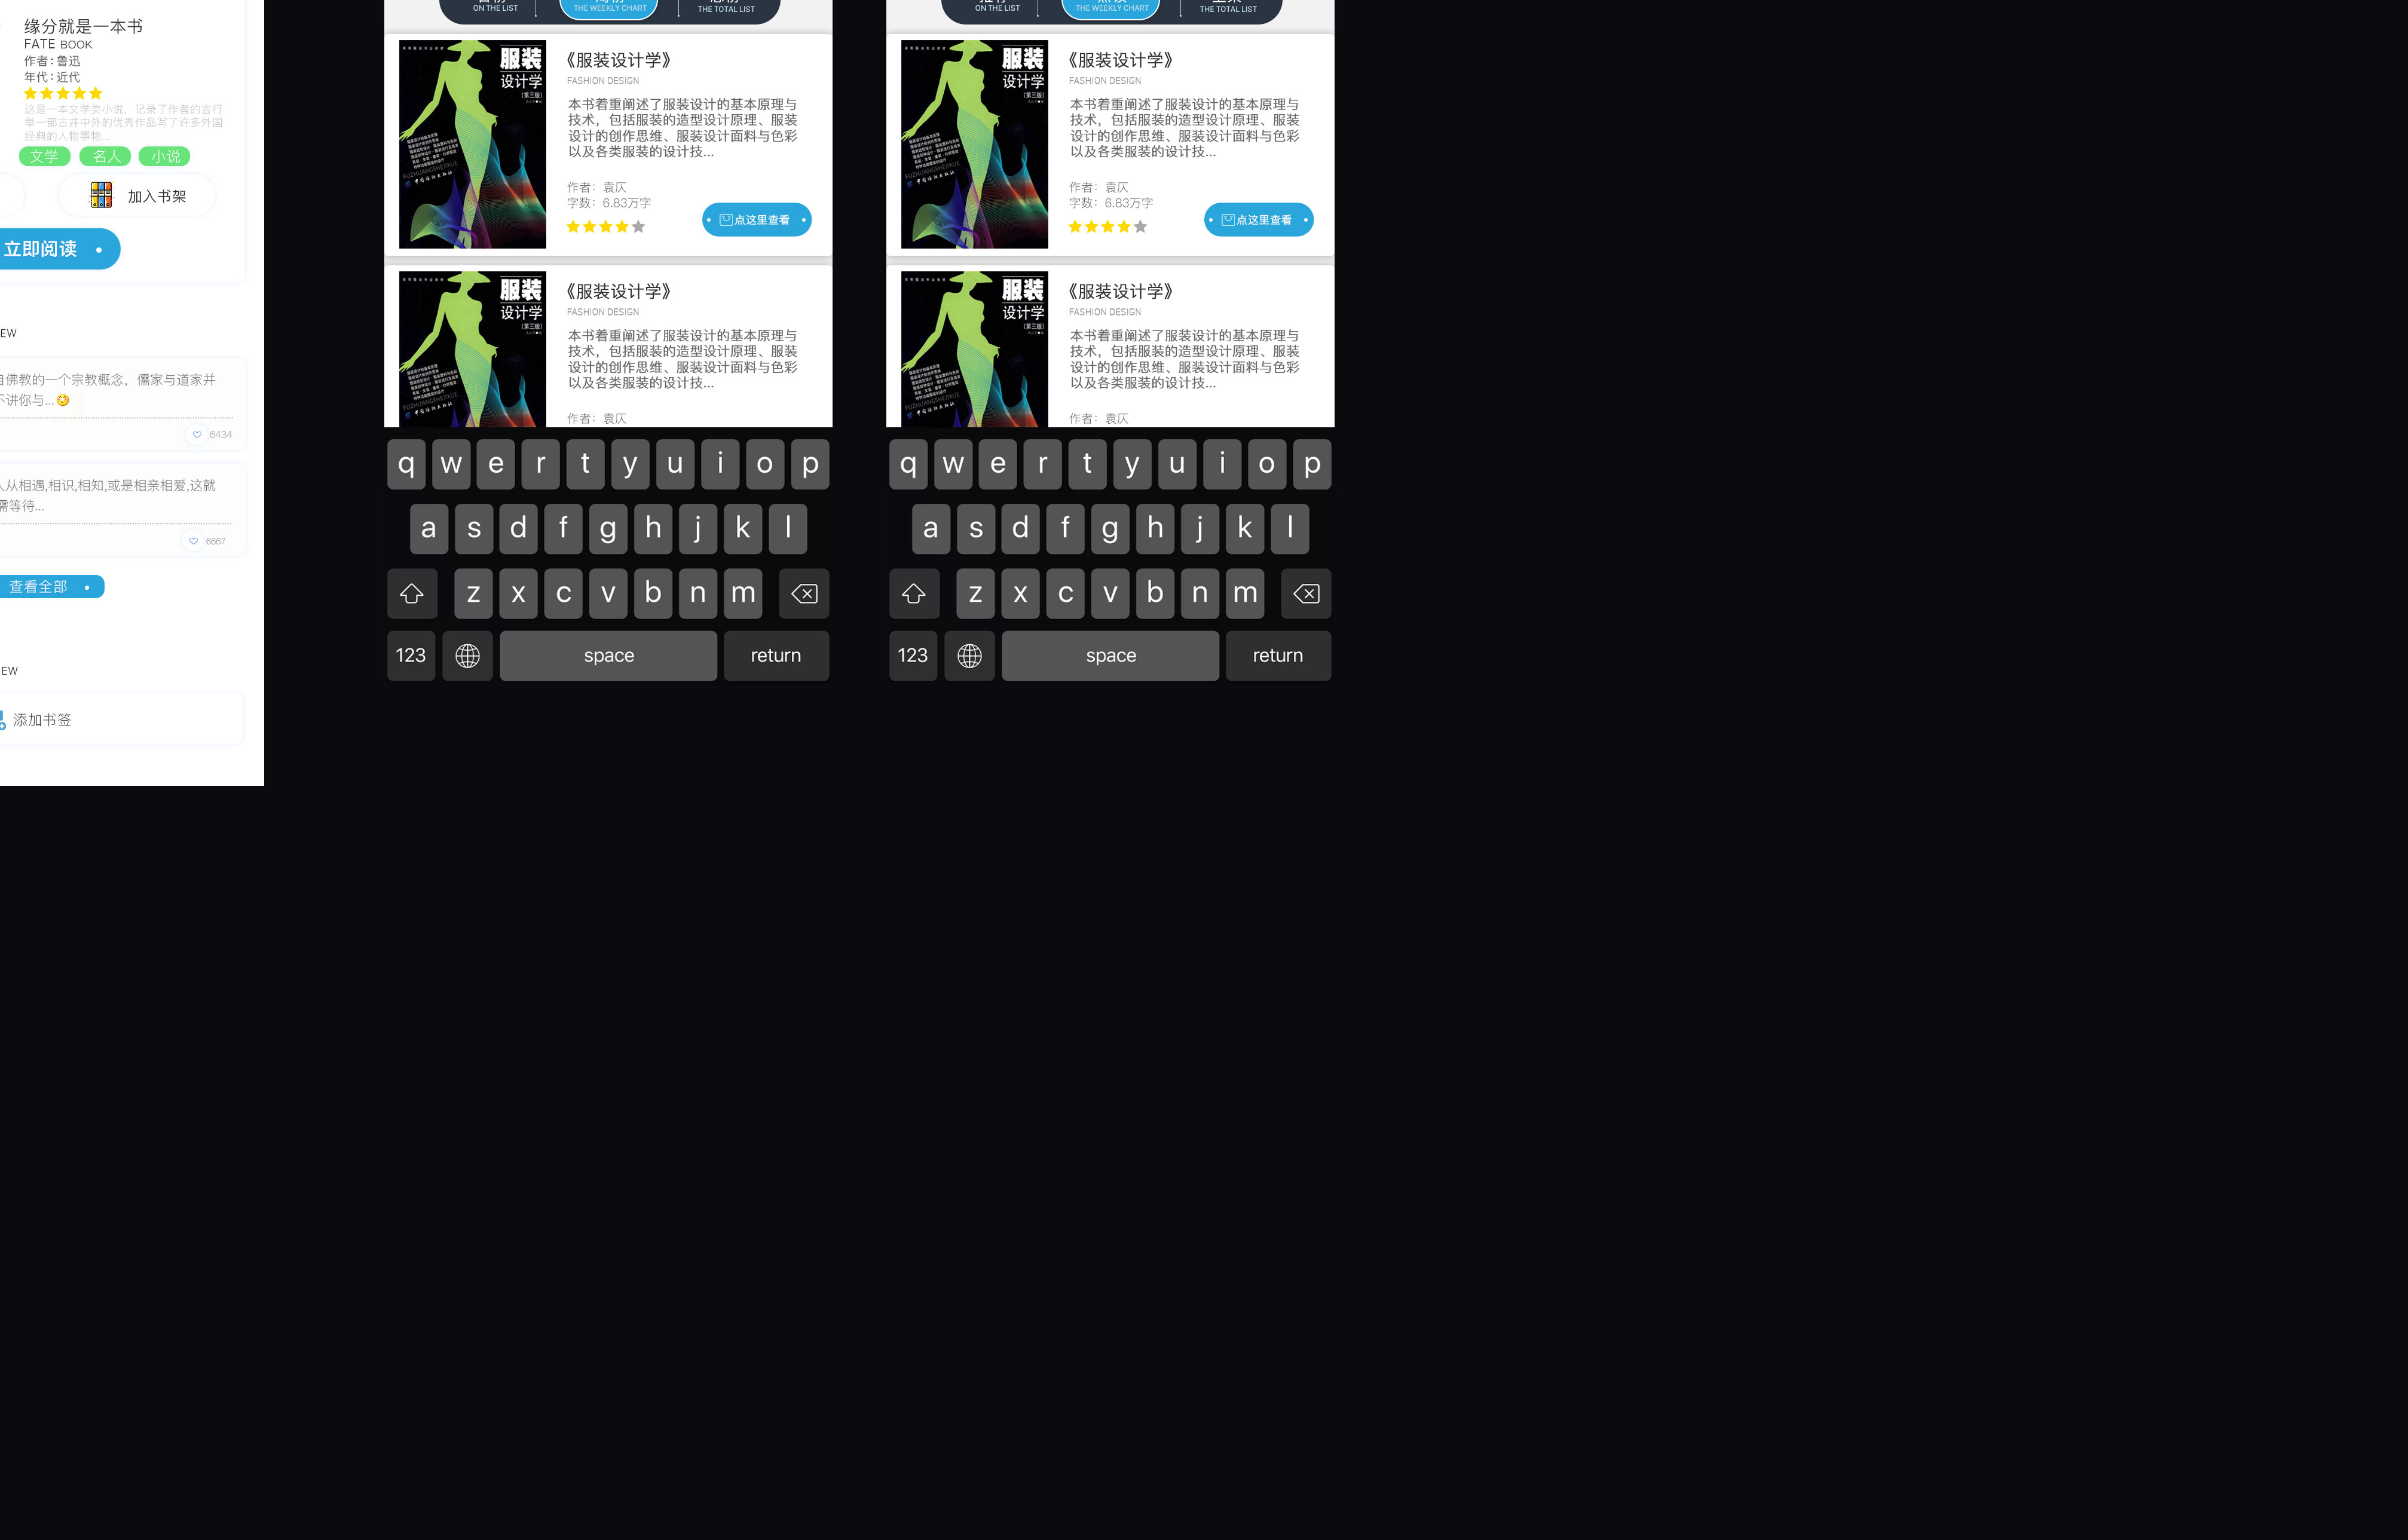 缘分就是一本书
FATE BOOK
作者：鲁迅
年代：近代
这是一本文学类小说，记录了作者的言行
举一部古井中外的优秀作品写了许多外国
经典的人物事物...
文学
名人
小说
加入书架
立即阅读
EW
佛教的一个宗教概念，儒家与道家并
不讲你与...
6434
人从相遇,相识,相知,或是相亲相爱,这就
需等待...
6667
查看全部
EW
添加书签
ON THE LIST
THE WEEKLY CHART
THE TOTAL LIST
服装
设计学
（第三版）
FUZHUANGSHEJIXUE
《服装设计学》
FASHION DESIGN
本书着重阐述了服装设计的基本原理与
技术，包括服装的造型设计原理、服装
设计的创作思维、服装设计面料与色彩
以及各类服装的设计技...
作者：袁仄
字数：6.83万字
点这里查看
服装
设计学
（第三版）
FUZHUANGSHEJIXUE
《服装设计学》
FASHION DESIGN
本书着重阐述了服装设计的基本原理与
技术，包括服装的造型设计原理、服装
设计的创作思维、服装设计面料与色彩
以及各类服装的设计技...
作者：袁仄
q w e r t y u i o p
a s d f g h j k l
z x c v b n m
123 space return
ON THE LIST
THE WEEKLY CHART
THE TOTAL LIST
服装
设计学
（第三版）
FUZHUANGSHEJIXUE
《服装设计学》
FASHION DESIGN
本书着重阐述了服装设计的基本原理与
技术，包括服装的造型设计原理、服装
设计的创作思维、服装设计面料与色彩
以及各类服装的设计技...
作者：袁仄
字数：6.83万字
点这里查看
服装
设计学
（第三版）
FUZHUANGSHEJIXUE
《服装设计学》
FASHION DESIGN
本书着重阐述了服装设计的基本原理与
技术，包括服装的造型设计原理、服装
设计的创作思维、服装设计面料与色彩
以及各类服装的设计技...
作者：袁仄
q w e r t y u i o p
a s d f g h j k l
z x c v b n m
123 space return